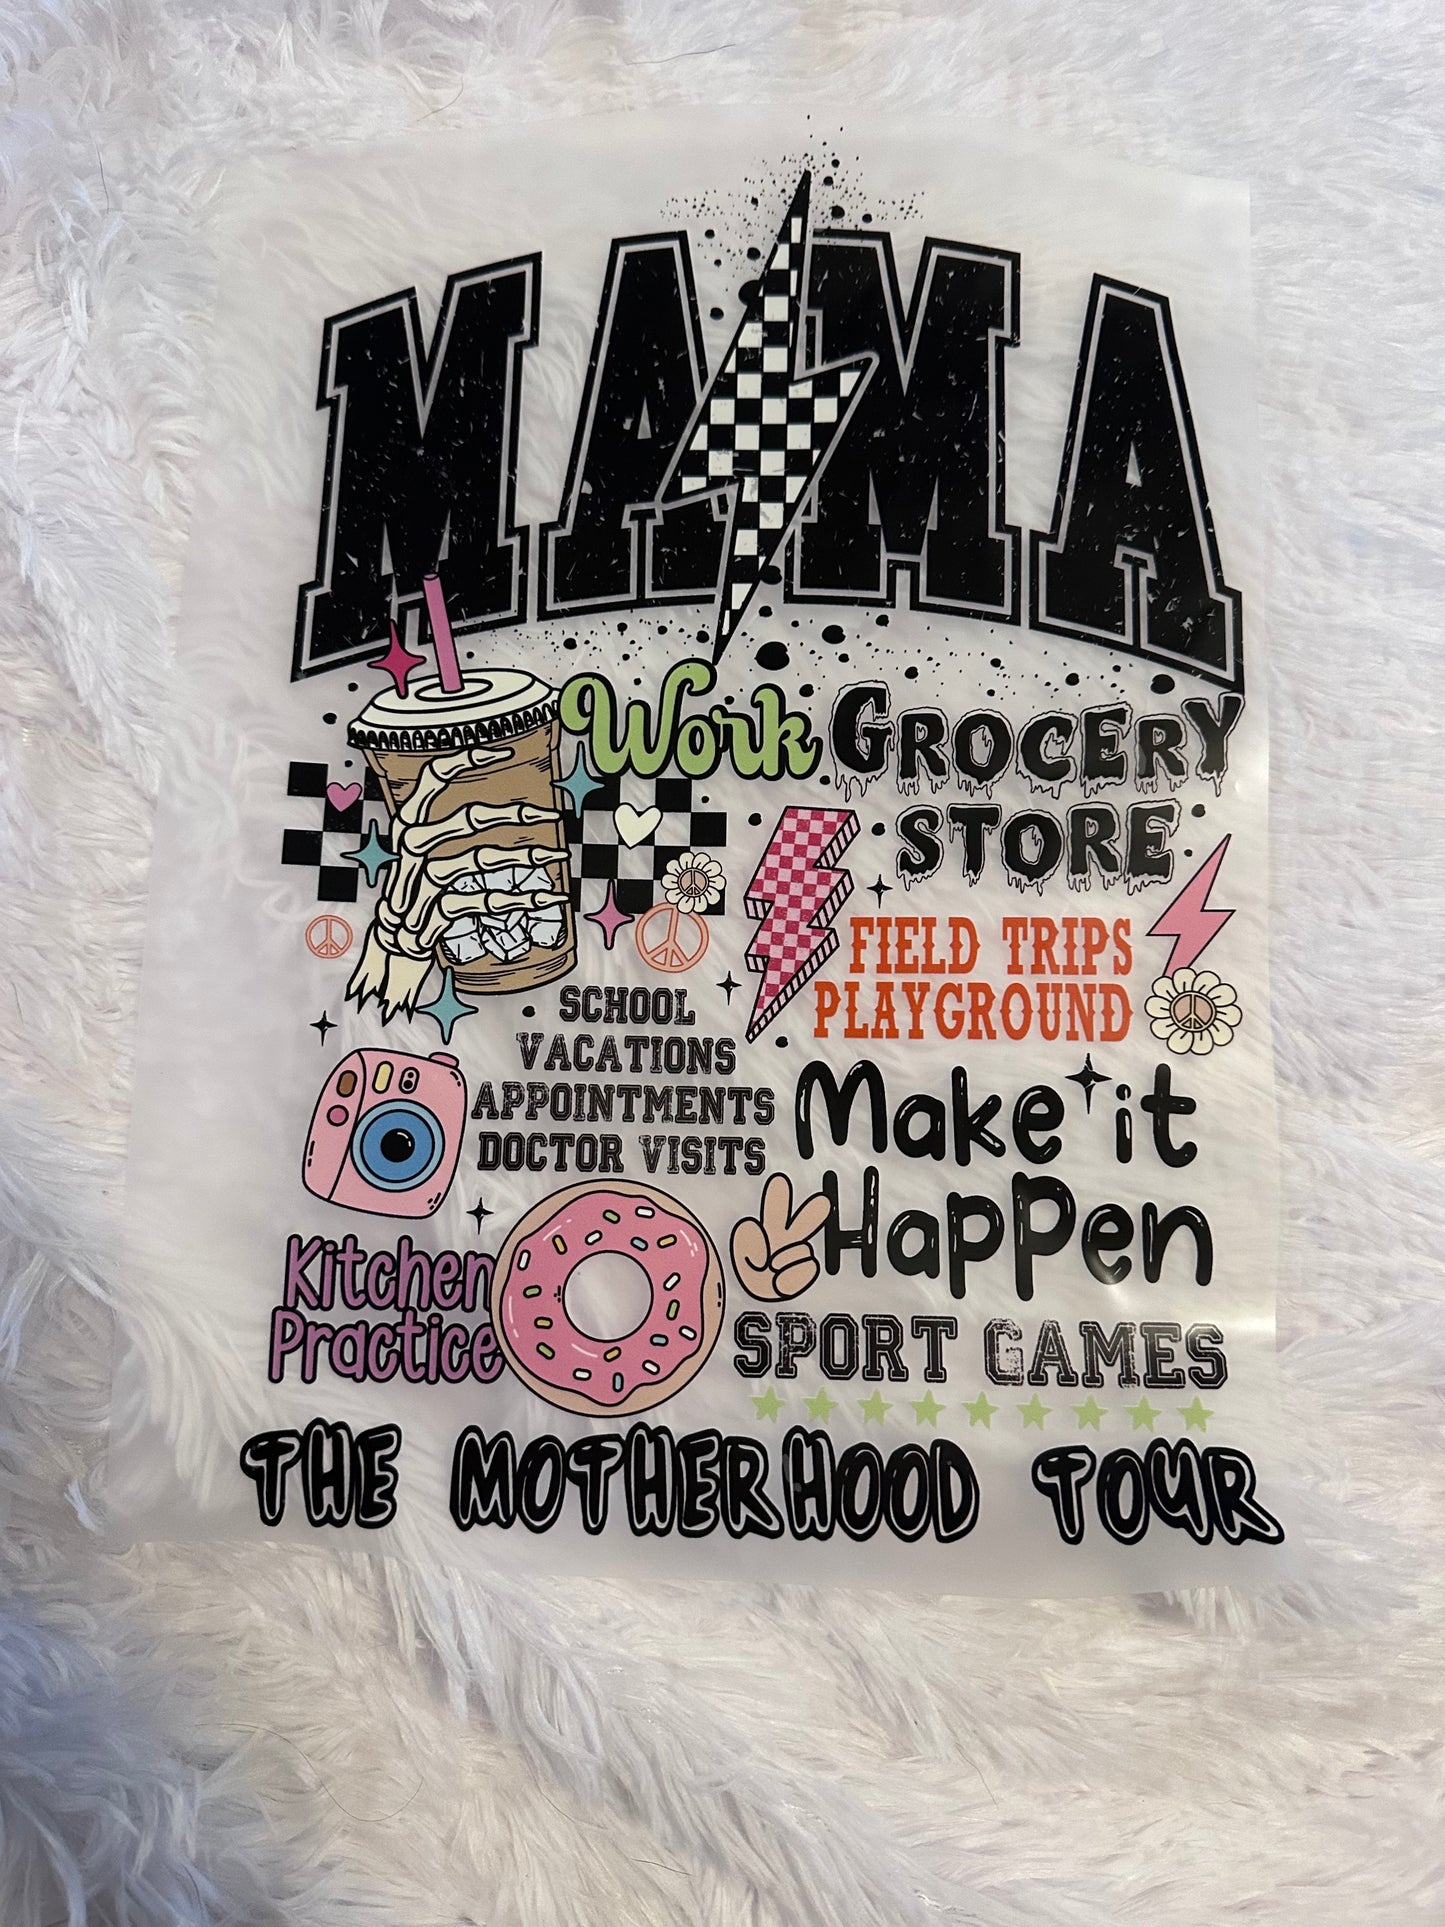 MAMA
Work
GROCERY
STORE
FIELD TRIPS
PLAYGROUND
SCHOOL
VACATIONS
APPOINTMENTS
DOCTOR VISITS
Make it
HapPen
Kitchen
Practice
SPORT GAMES
THE MOTHERHOOD TOUR